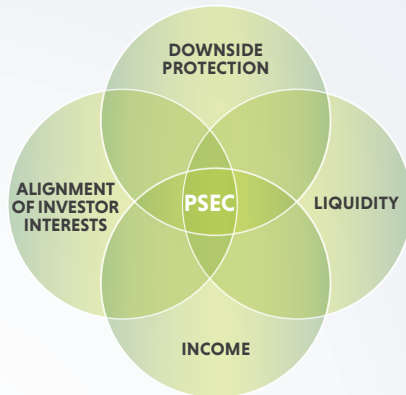 DOWNSIDE
PROTECTION
ALIGNMENT
OF INVESTOR
INTERESTS
PSEC
LIQUIDITY
INCOME